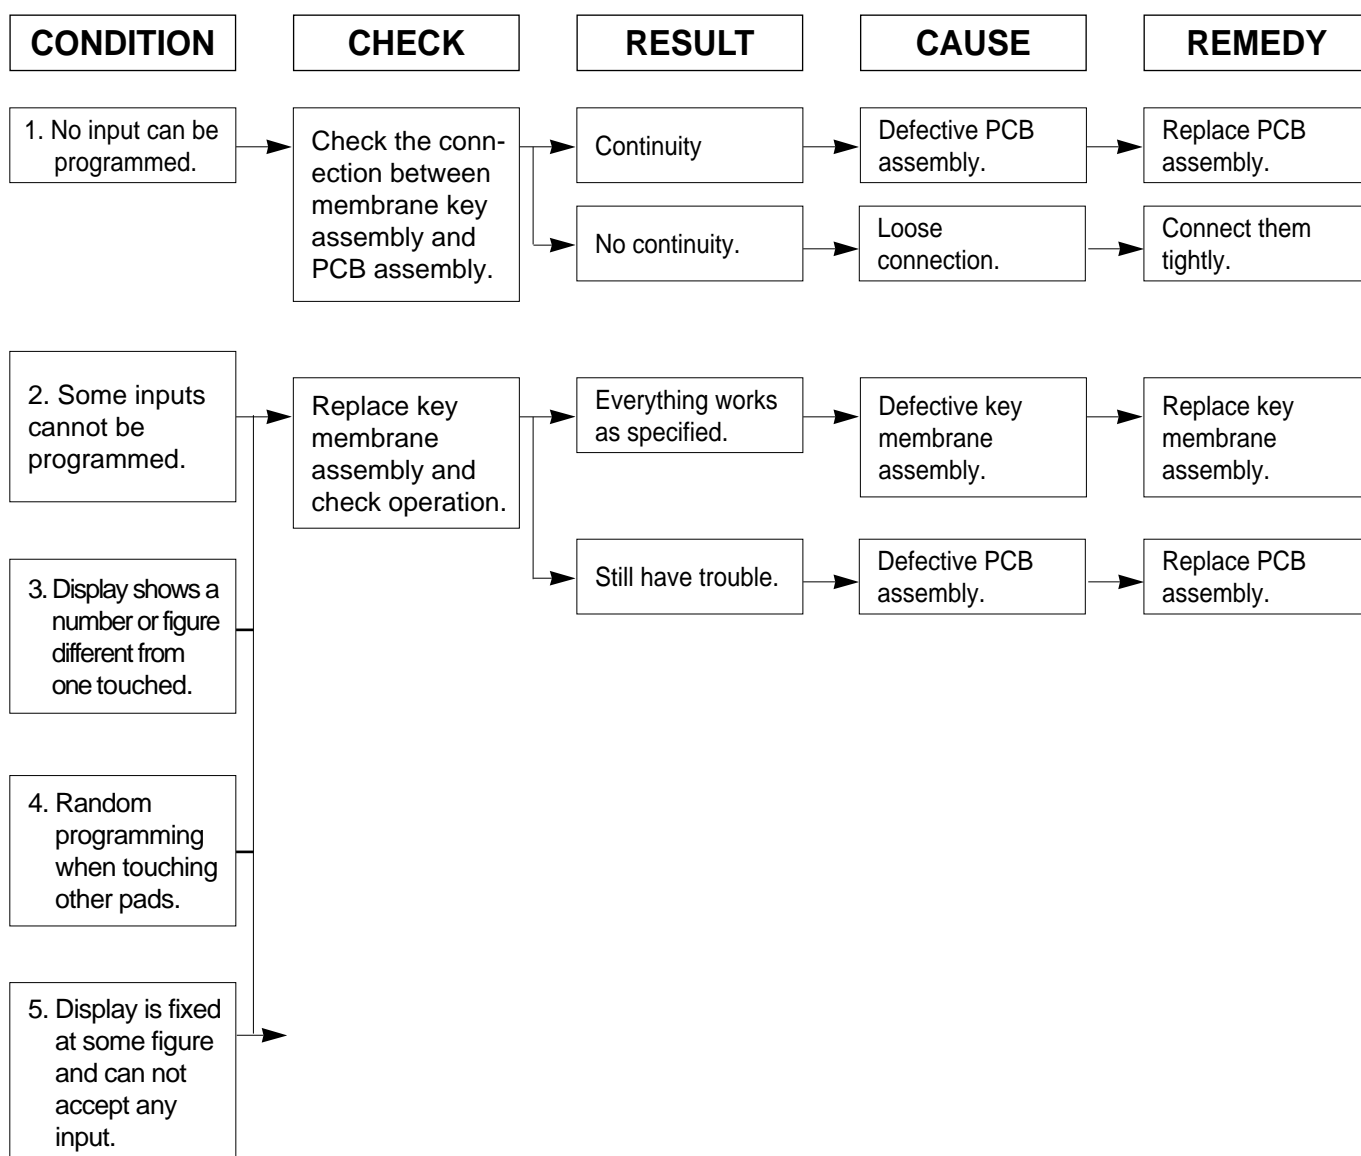 CONDITION
CHECK
RESULT
CAUSE
REMEDY
1. No input can be
programmed.
Check the conn-
ection between
membrane key
assembly and
PCB assembly.
Continuity
Defective PCB
assembly.
Replace PCB
assembly.
No continuity.
Loose
connection.
Connect them
tightly.
2. Some inputs
cannot be
programmed.
Replace key
membrane
assembly and
check operation.
Everything works
as specified.
Defective key
membrane
assembly.
Replace key
membrane
assembly.
Still have trouble.
Defective PCB
assembly.
Replace PCB
assembly.
3. Display shows a
number or figure
different from
one touched.
4. Random
programming
when touching
other pads.
5. Display is fixed
at some figure
and can not
accept any
input.